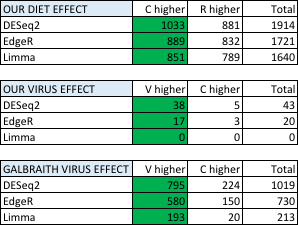 OUR DIET EFFECT C higher R higher Total
DESeq2 1033 881 1914
EdgeR 889 832 1721
Limma 851 789 1640
OUR VIRUS EFFECT V higher C higher Total
DESeq2 38 5 43
EdgeR 17 3 20
Limma 0 0 0
GALBRAITH VIRUS EFFECT V higher C higher Total
DESeq2 795 224 1019
EdgeR 580 150 730
Limma 193 20 213